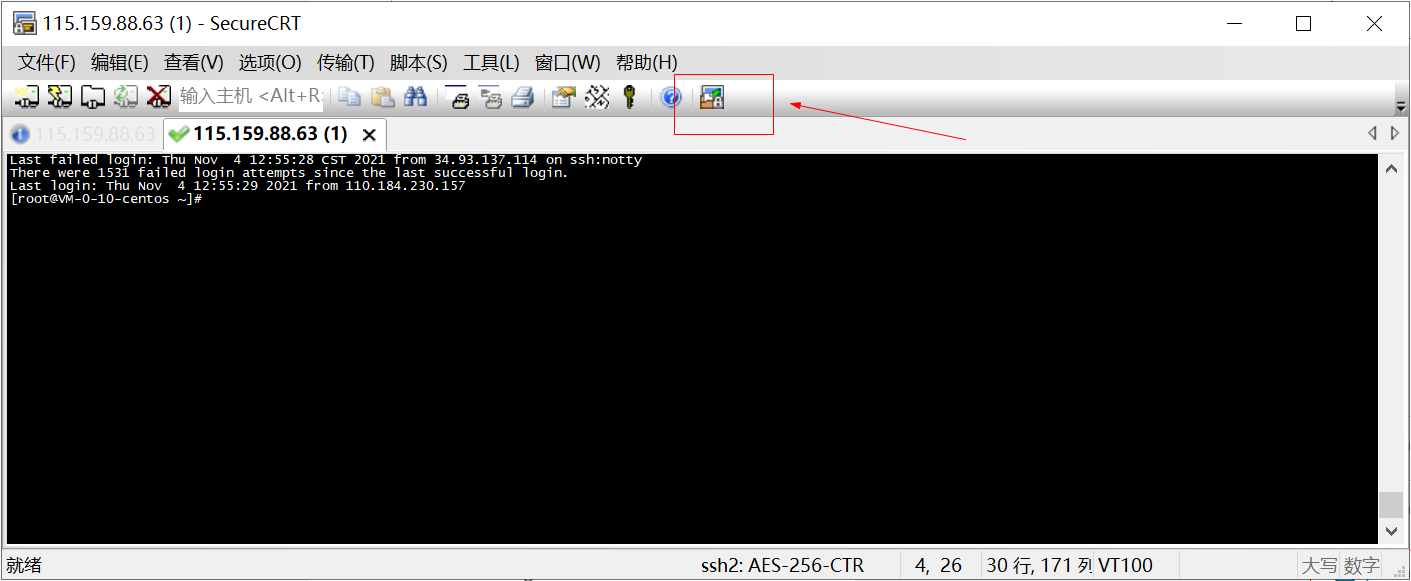 115.159.88.63 (1) - SecureCRT
文件(F) 编辑(E) 查看(V) 选项(O) 传输(T) 脚本(S) 工具(L) 窗口(W) 帮助(H)
输入主机 <Alt+R:
115.159.88.63 115.159.88.63 (1)
Last failed login: Thu Nov  4 12:55:28 CST 2021 from 34.93.137.114 on ssh:notty
There were 1531 failed login attempts since the last successful login.
Last login: Thu Nov  4 12:55:29 2021 from 110.184.230.157
[root@VM-0-10-centos ~]#
就绪 ssh2: AES-256-CTR 4, 26 30 行, 171 列 VT100 大写 数字